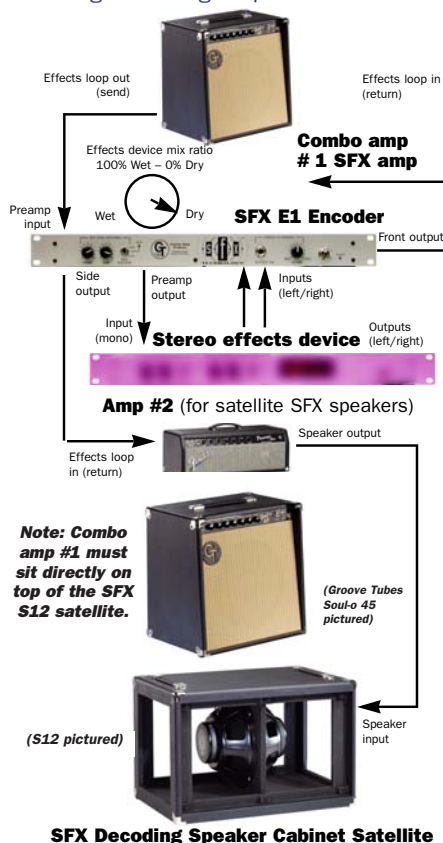 Effects loop out
(send)
Effects loop in
(return)
Combo amp
# 1 SFX amp
Effects device mix ratio
100% Wet – 0% Dry
Wet
Dry
Preamp
input
SFX E1 Encoder
Front output
Side
output
Preamp
output
Inputs
(left/right)
Input
(mono)
Stereo effects device
Outputs
(left/right)
Amp #2 (for satellite SFX speakers)
Effects loop
in (return)
Speaker output
Note: Combo
amp #1 must
sit directly on
top of the SFX
S12 satellite.
(Groove Tubes
Soul-o 45
pictured)
(S12 pictured)
Speaker
input
SFX Decoding Speaker Cabinet Satellite